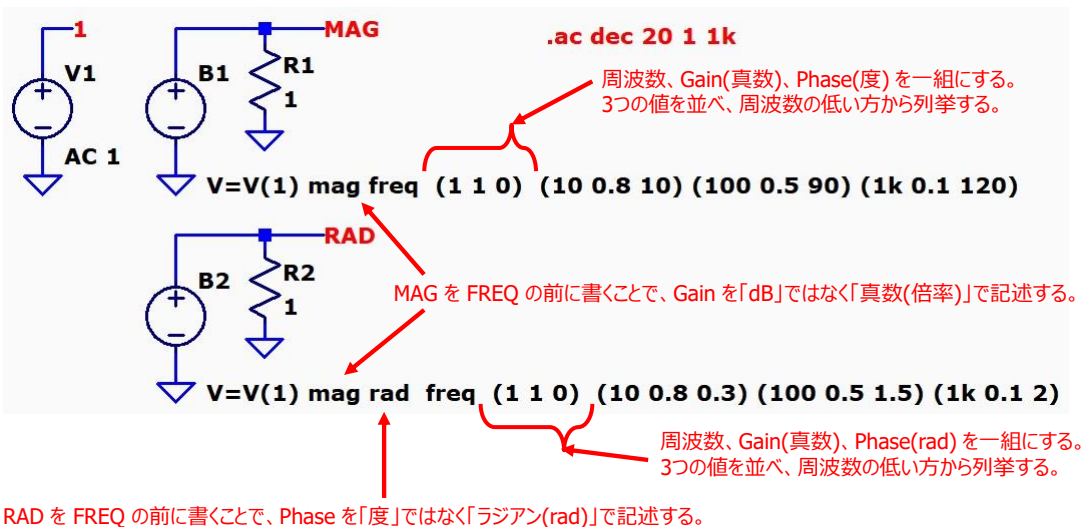 1
MAG
.ac dec 20 1 1k
V1
B1
R1
1
AC 1
周波数、Gain(真数)、Phase(度) を一組にする。
3つの値を並べ、周波数の低い方から列挙する。
V=V(1) mag freq (1 1 0) (10 0.8 10) (100 0.5 90) (1k 0.1 120)
RAD
B2
R2
1
MAG を FREQ の前に書くことで、Gain を「dB」ではなく「真数(倍率)」で記述する。
V=V(1) mag rad freq (1 1 0) (10 0.8 0.3) (100 0.5 1.5) (1k 0.1 2)
周波数、Gain(真数)、Phase(rad) を一組にする。
3つの値を並べ、周波数の低い方から列挙する。
RAD を FREQ の前に書くことで、Phase を「度」ではなく「ラジアン(rad)」で記述する。